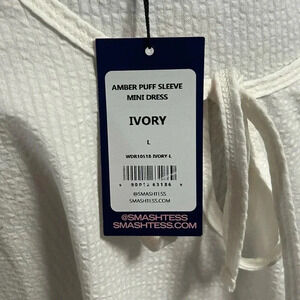 AMBER PUFF SLEEVE
MINI DRESS
IVORY
L
WDR10518-IVORY-L
@SMASHTESS
SMASHTESS.COM
@SMASHTESS
SMASHTESS.COM